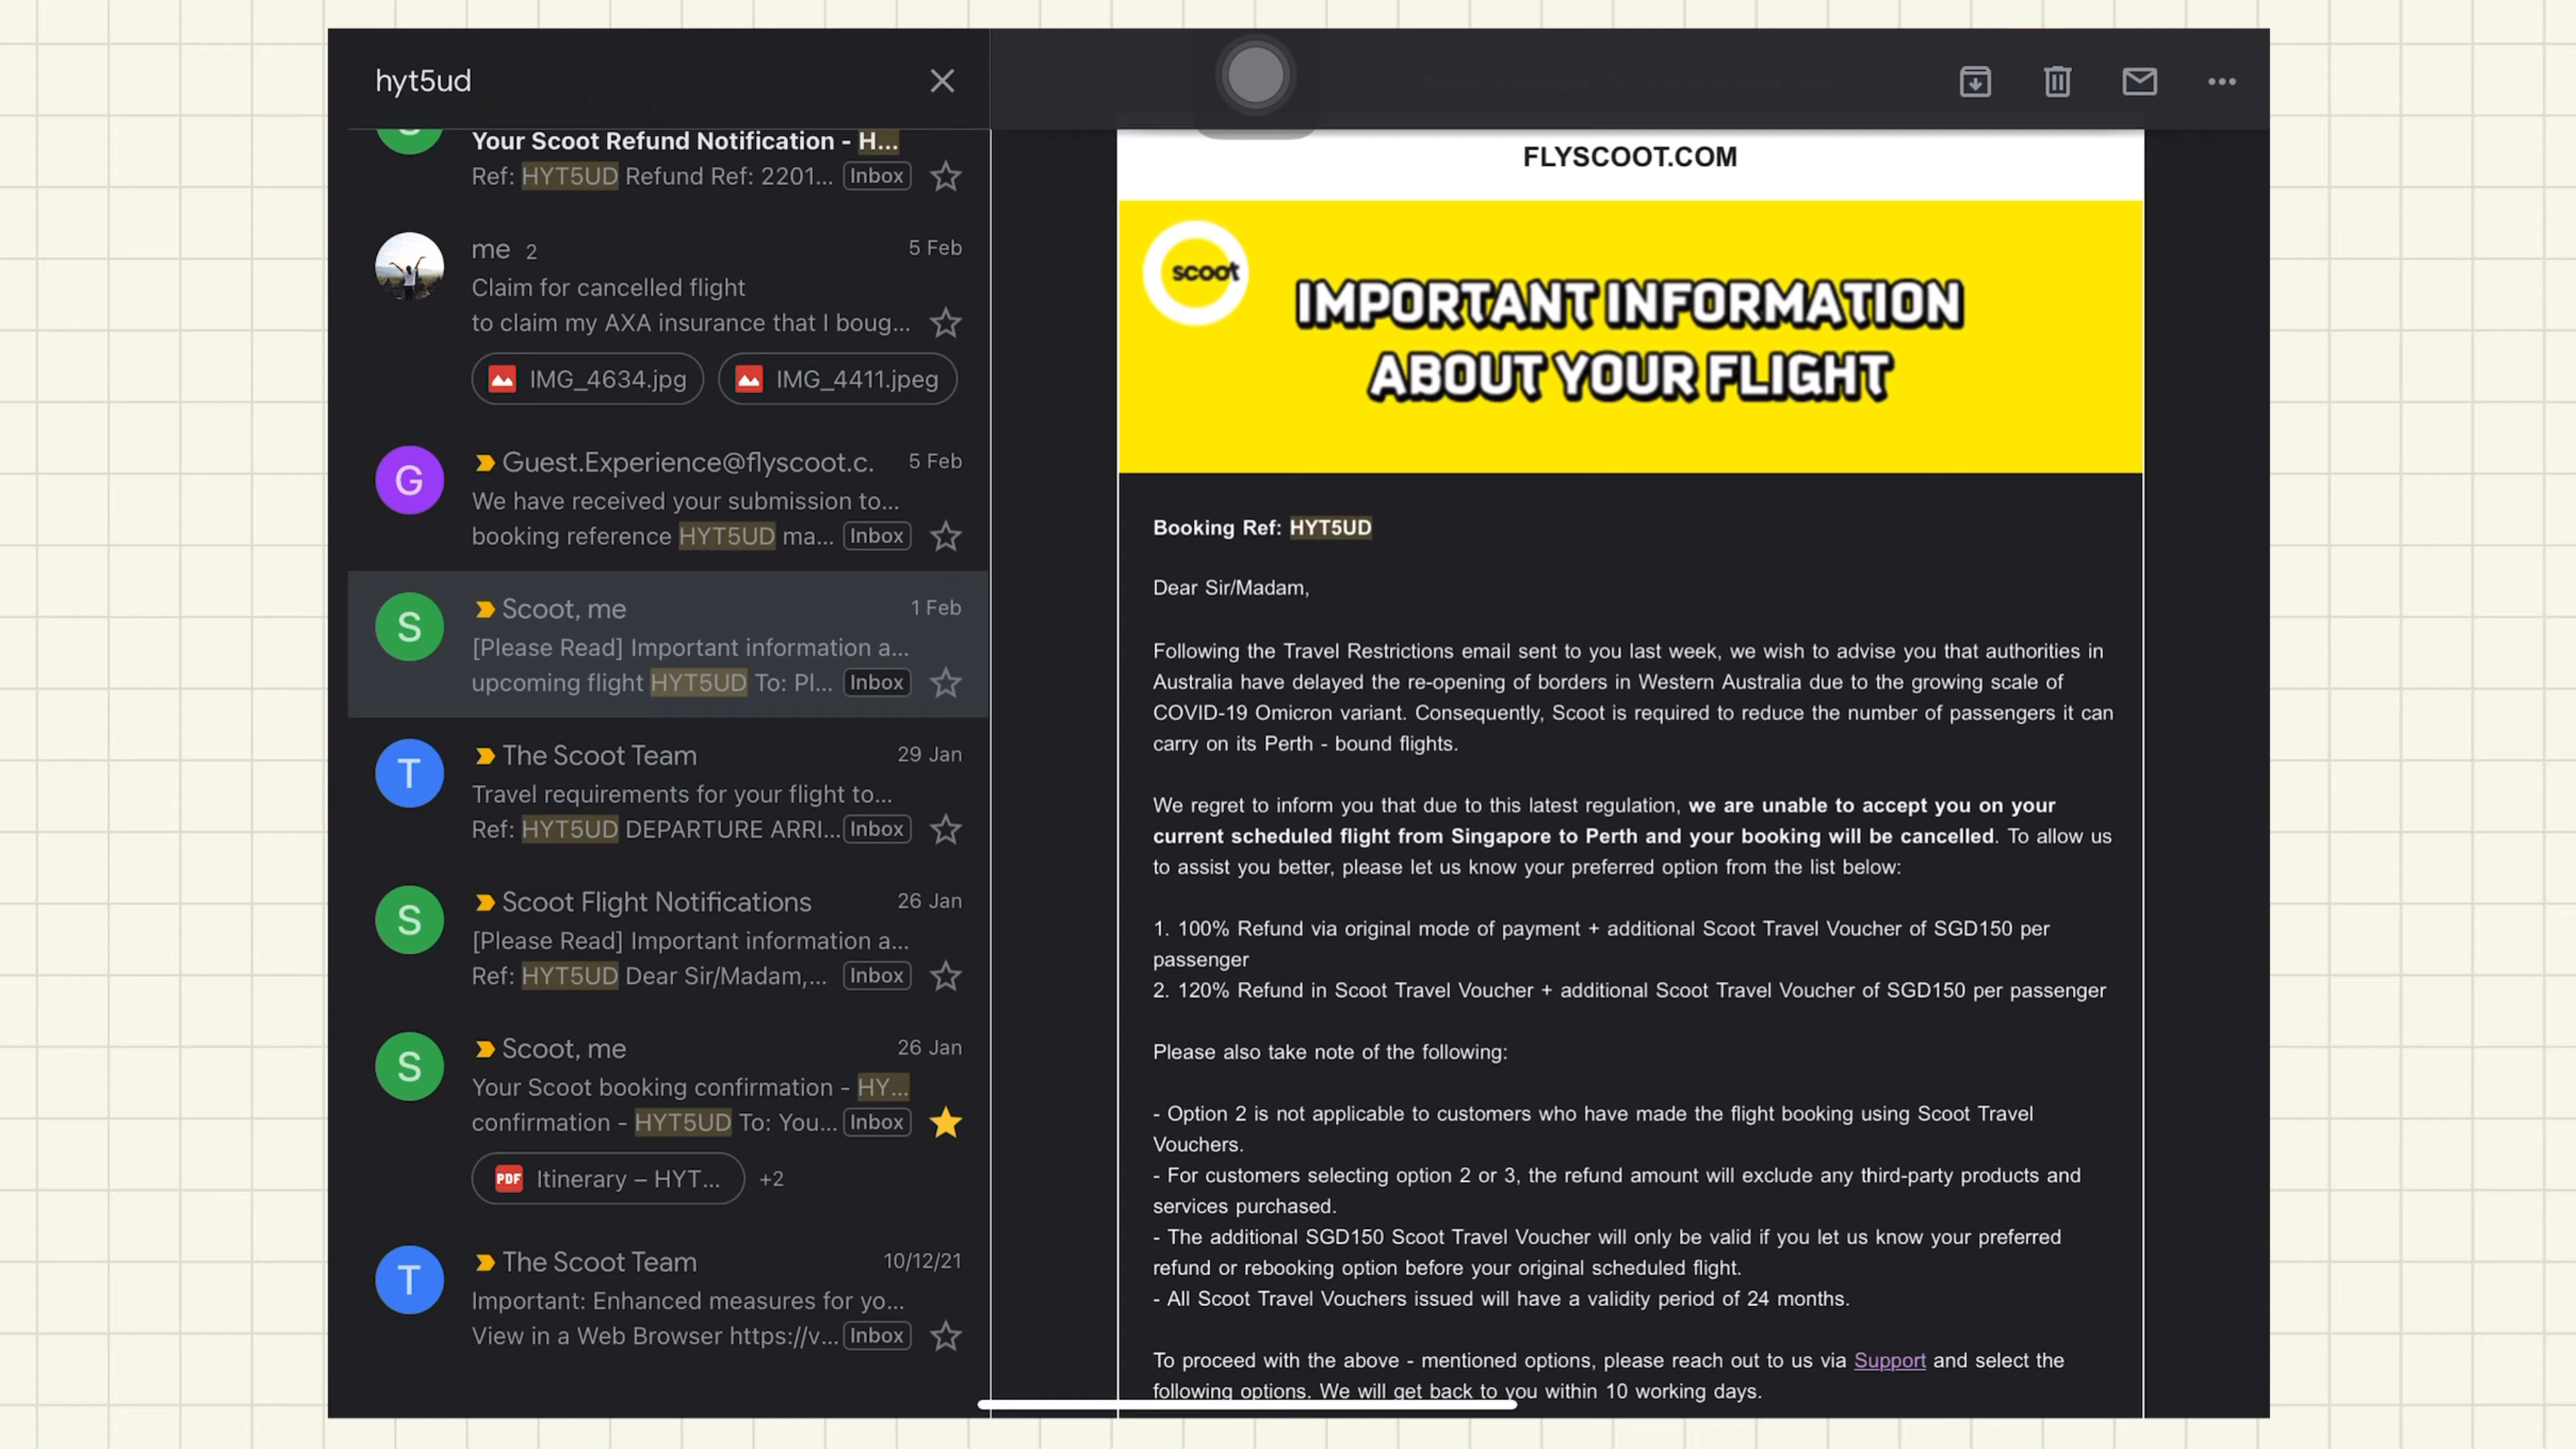 hyt5ud
Your Scoot Refund Notification - H...
Ref: HYT5UD Refund Ref: 2201... Inbox
me 2 5 Feb
Claim for cancelled flight
to claim my AXA insurance that I boug...
IMG_4634.jpg IMG_4411.jpeg
G Guest.Experience@flyscoot.c. 5 Feb
We have received your submission to...
booking reference HYT5UD ma... Inbox
S Scoot, me 1 Feb
[Please Read] Important information a...
upcoming flight HYT5UD To: Pl... Inbox
T The Scoot Team 29 Jan
Travel requirements for your flight to...
Ref: HYT5UD DEPARTURE ARRI... Inbox
S Scoot Flight Notifications 26 Jan
[Please Read] Important information a...
Ref: HYT5UD Dear Sir/Madam,... Inbox
S Scoot, me 26 Jan
Your Scoot booking confirmation - HY...
confirmation - HYT5UD To: You... Inbox
PDF Itinerary – HYT... +2
T The Scoot Team 10/12/21
Important: Enhanced measures for yo...
View in a Web Browser https://v... Inbox
FLYSCOOT.COM
scoot
IMPORTANT INFORMATION
ABOUT YOUR FLIGHT
Booking Ref: HYT5UD
Dear Sir/Madam,
Following the Travel Restrictions email sent to you last week, we wish to advise you that authorities in
Australia have delayed the re-opening of borders in Western Australia due to the growing scale of
COVID-19 Omicron variant. Consequently, Scoot is required to reduce the number of passengers it can
carry on its Perth - bound flights.
We regret to inform you that due to this latest regulation, we are unable to accept you on your
current scheduled flight from Singapore to Perth and your booking will be cancelled. To allow us
to assist you better, please let us know your preferred option from the list below:
1. 100% Refund via original mode of payment + additional Scoot Travel Voucher of SGD150 per
passenger
2. 120% Refund in Scoot Travel Voucher + additional Scoot Travel Voucher of SGD150 per passenger
Please also take note of the following:
- Option 2 is not applicable to customers who have made the flight booking using Scoot Travel
Vouchers.
- For customers selecting option 2 or 3, the refund amount will exclude any third-party products and
services purchased.
- The additional SGD150 Scoot Travel Voucher will only be valid if you let us know your preferred
refund or rebooking option before your original scheduled flight.
- All Scoot Travel Vouchers issued will have a validity period of 24 months.
To proceed with the above - mentioned options, please reach out to us via Support and select the
following options. We will get back to you within 10 working days.